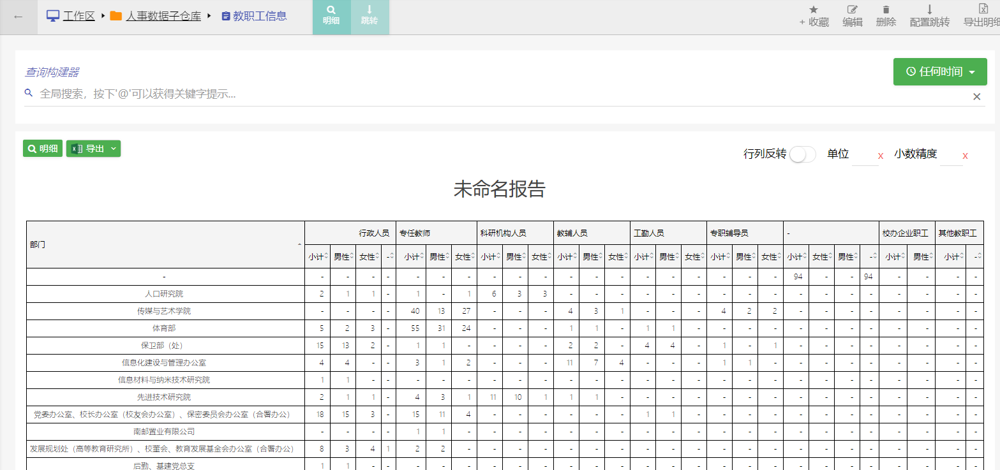 ← 工作区 ▸ 人事数据子仓库 ▸ 教职工信息 明细 跳转 + 收藏 编辑 删除 配置跳转 导出明细
查询构建器
任何时间
全局搜索，按下'@'可以获得关键字提示...
明细 导出
行列反转 单位 x 小数精度 x
未命名报告
部门 行政人员 专任教师 科研机构人员 教辅人员 工勤人员 专职辅导员 - 校办企业职工 其他教职工
小计 男性 女性 - 小计 男性 女性 小计 男性 女性 小计 男性 女性 小计 男性 女性 小计 男性 女性 小计 女性 男性 - 小计 男性 小计 -
- - - - - - - - - - - - - - - - - - - - 94 - - 94 - - - -
人口研究院 2 1 1 - 1 - 1 6 3 3 - - - - - - - - - - - - - - - - -
传媒与艺术学院 - - - - 40 13 27 - - - 4 3 1 - - - 4 2 2 - - - - - - - -
体育部 5 2 3 - 55 31 24 - - - 1 1 - 1 1 - - - - - - - - - - - -
保卫部（处） 15 13 2 - 1 1 - - - - 2 2 - 4 4 - 1 - 1 - - - - - - - -
信息化建设与管理办公室 4 4 - - 3 1 2 - - - 11 7 4 - - - 1 1 - - - - - - - - -
信息材料与纳米技术研究院 1 1 - - - - - - - - - - - - - - - - - - - - - - - - -
先进技术研究院 2 1 1 - 4 3 1 11 10 1 1 1 - - - - - - - - - - - - - - -
党委办公室、校长办公室（校友会办公室）、保密委员会办公室（合署办公） 18 15 3 - 15 11 4 - - - - - - 1 1 - - - - - - - - - - - -
南邮置业有限公司 - - - - 1 1 - - - - - - - - - - - - - - - - - - - - -
发展规划处（高等教育研究所）、校董会、教育发展基金会办公室（合署办公） 8 3 4 1 2 2 - - - - - - - - - - - - - - - - - - - - -
后勤、基建党总支 1 1 - - - - - - - - - - - - - - - - - - - - - - - - -